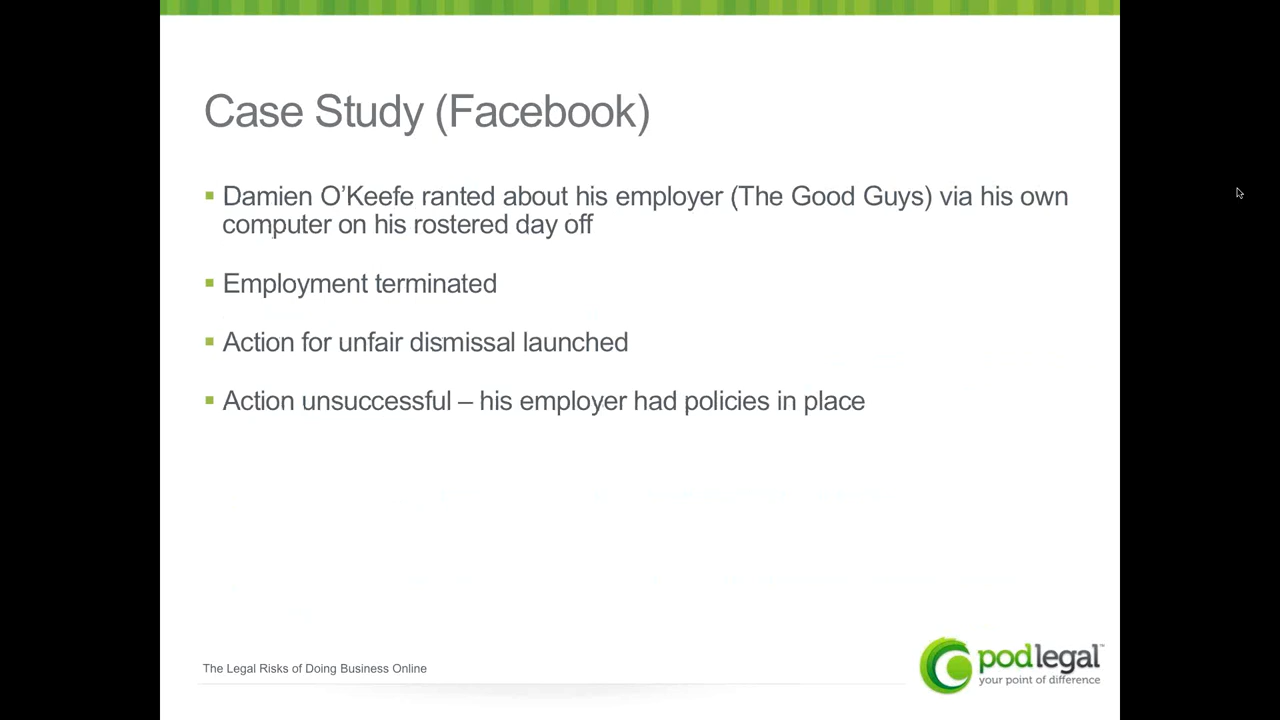 Case Study (Facebook)
▪ Damien O’Keefe ranted about his employer (The Good Guys) via his own
computer on his rostered day off
▪ Employment terminated
▪ Action for unfair dismissal launched
▪ Action unsuccessful – his employer had policies in place
The Legal Risks of Doing Business Online
podlegal™
your point of difference